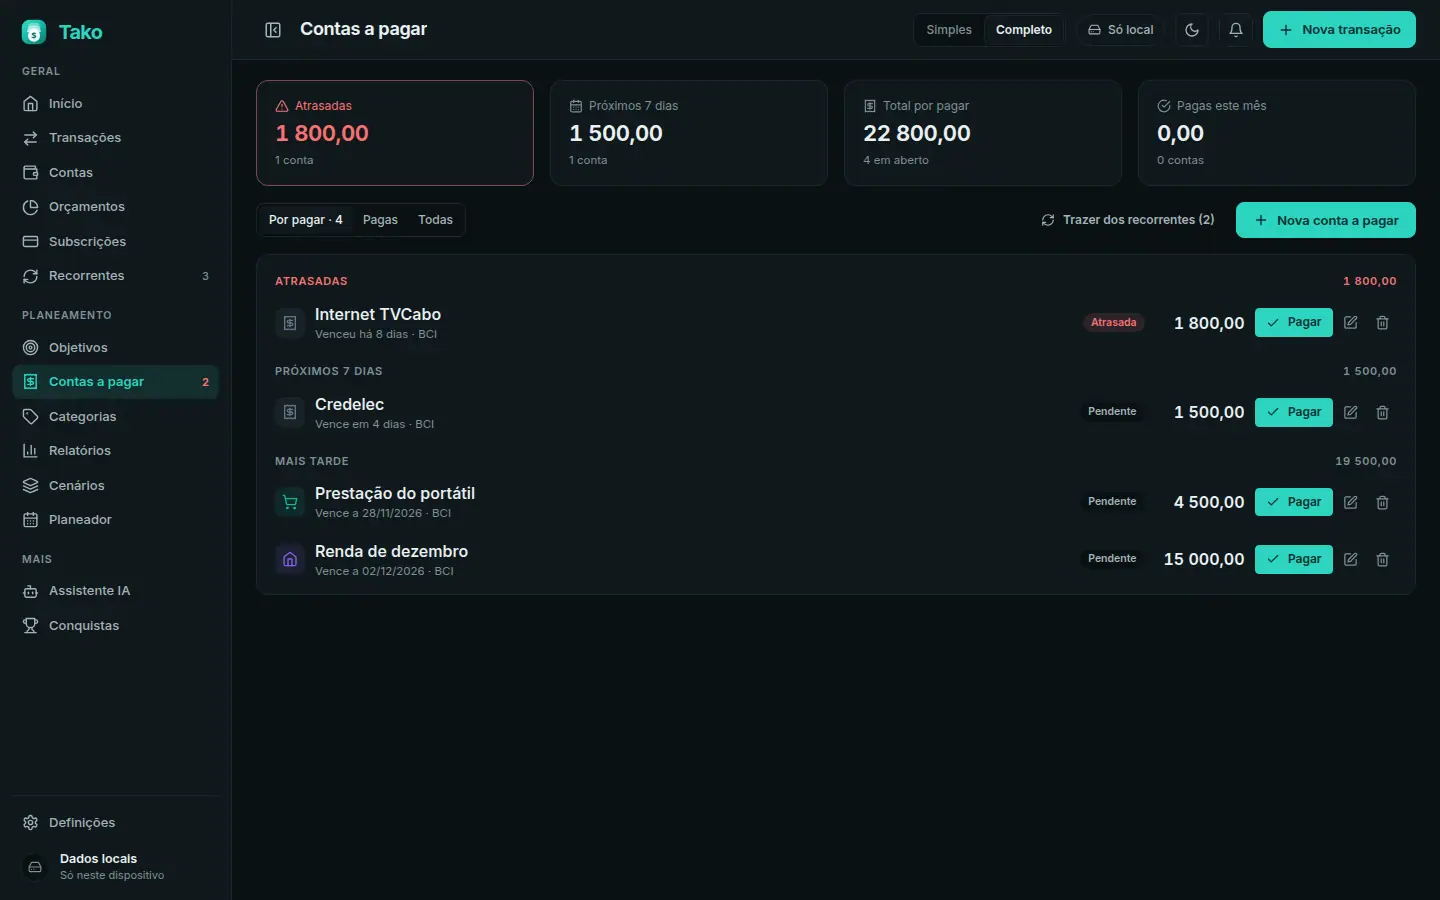 Tako
GERAL
Início
Transações
Contas
Orçamentos
Subscrições
Recorrentes 3
PLANEAMENTO
Objetivos
Contas a pagar 2
Categorias
Relatórios
Cenários
Planeador
MAIS
Assistente IA
Conquistas
Definições
Dados locais
Só neste dispositivo
Contas a pagar
Simples Completo Só local Nova transação
Atrasadas
1 800,00
1 conta
Próximos 7 dias
1 500,00
1 conta
Total por pagar
22 800,00
4 em aberto
Pagas este mês
0,00
0 contas
Por pagar · 4 Pagas Todas
Trazer dos recorrentes (2) Nova conta a pagar
ATRASADAS 1 800,00
Internet TVCabo
Venceu há 8 dias · BCI
Atrasada 1 800,00 Pagar
PRÓXIMOS 7 DIAS 1 500,00
Credelec
Vence em 4 dias · BCI
Pendente 1 500,00 Pagar
MAIS TARDE 19 500,00
Prestação do portátil
Vence a 28/11/2026 · BCI
Pendente 4 500,00 Pagar
Renda de dezembro
Vence a 02/12/2026 · BCI
Pendente 15 000,00 Pagar